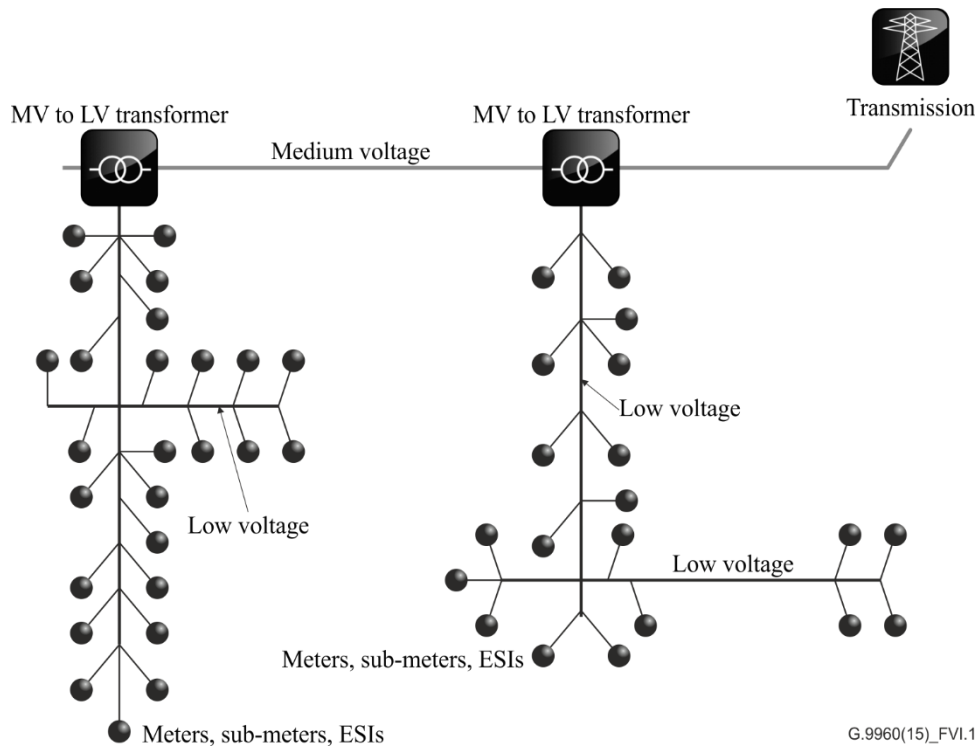 Transmission
MV to LV transformer
MV to LV transformer
Medium voltage
Low voltage
Low voltage
Low voltage
Meters, sub-meters, ESIs
Meters, sub-meters, ESIs
G.9960(15)_FVI.1